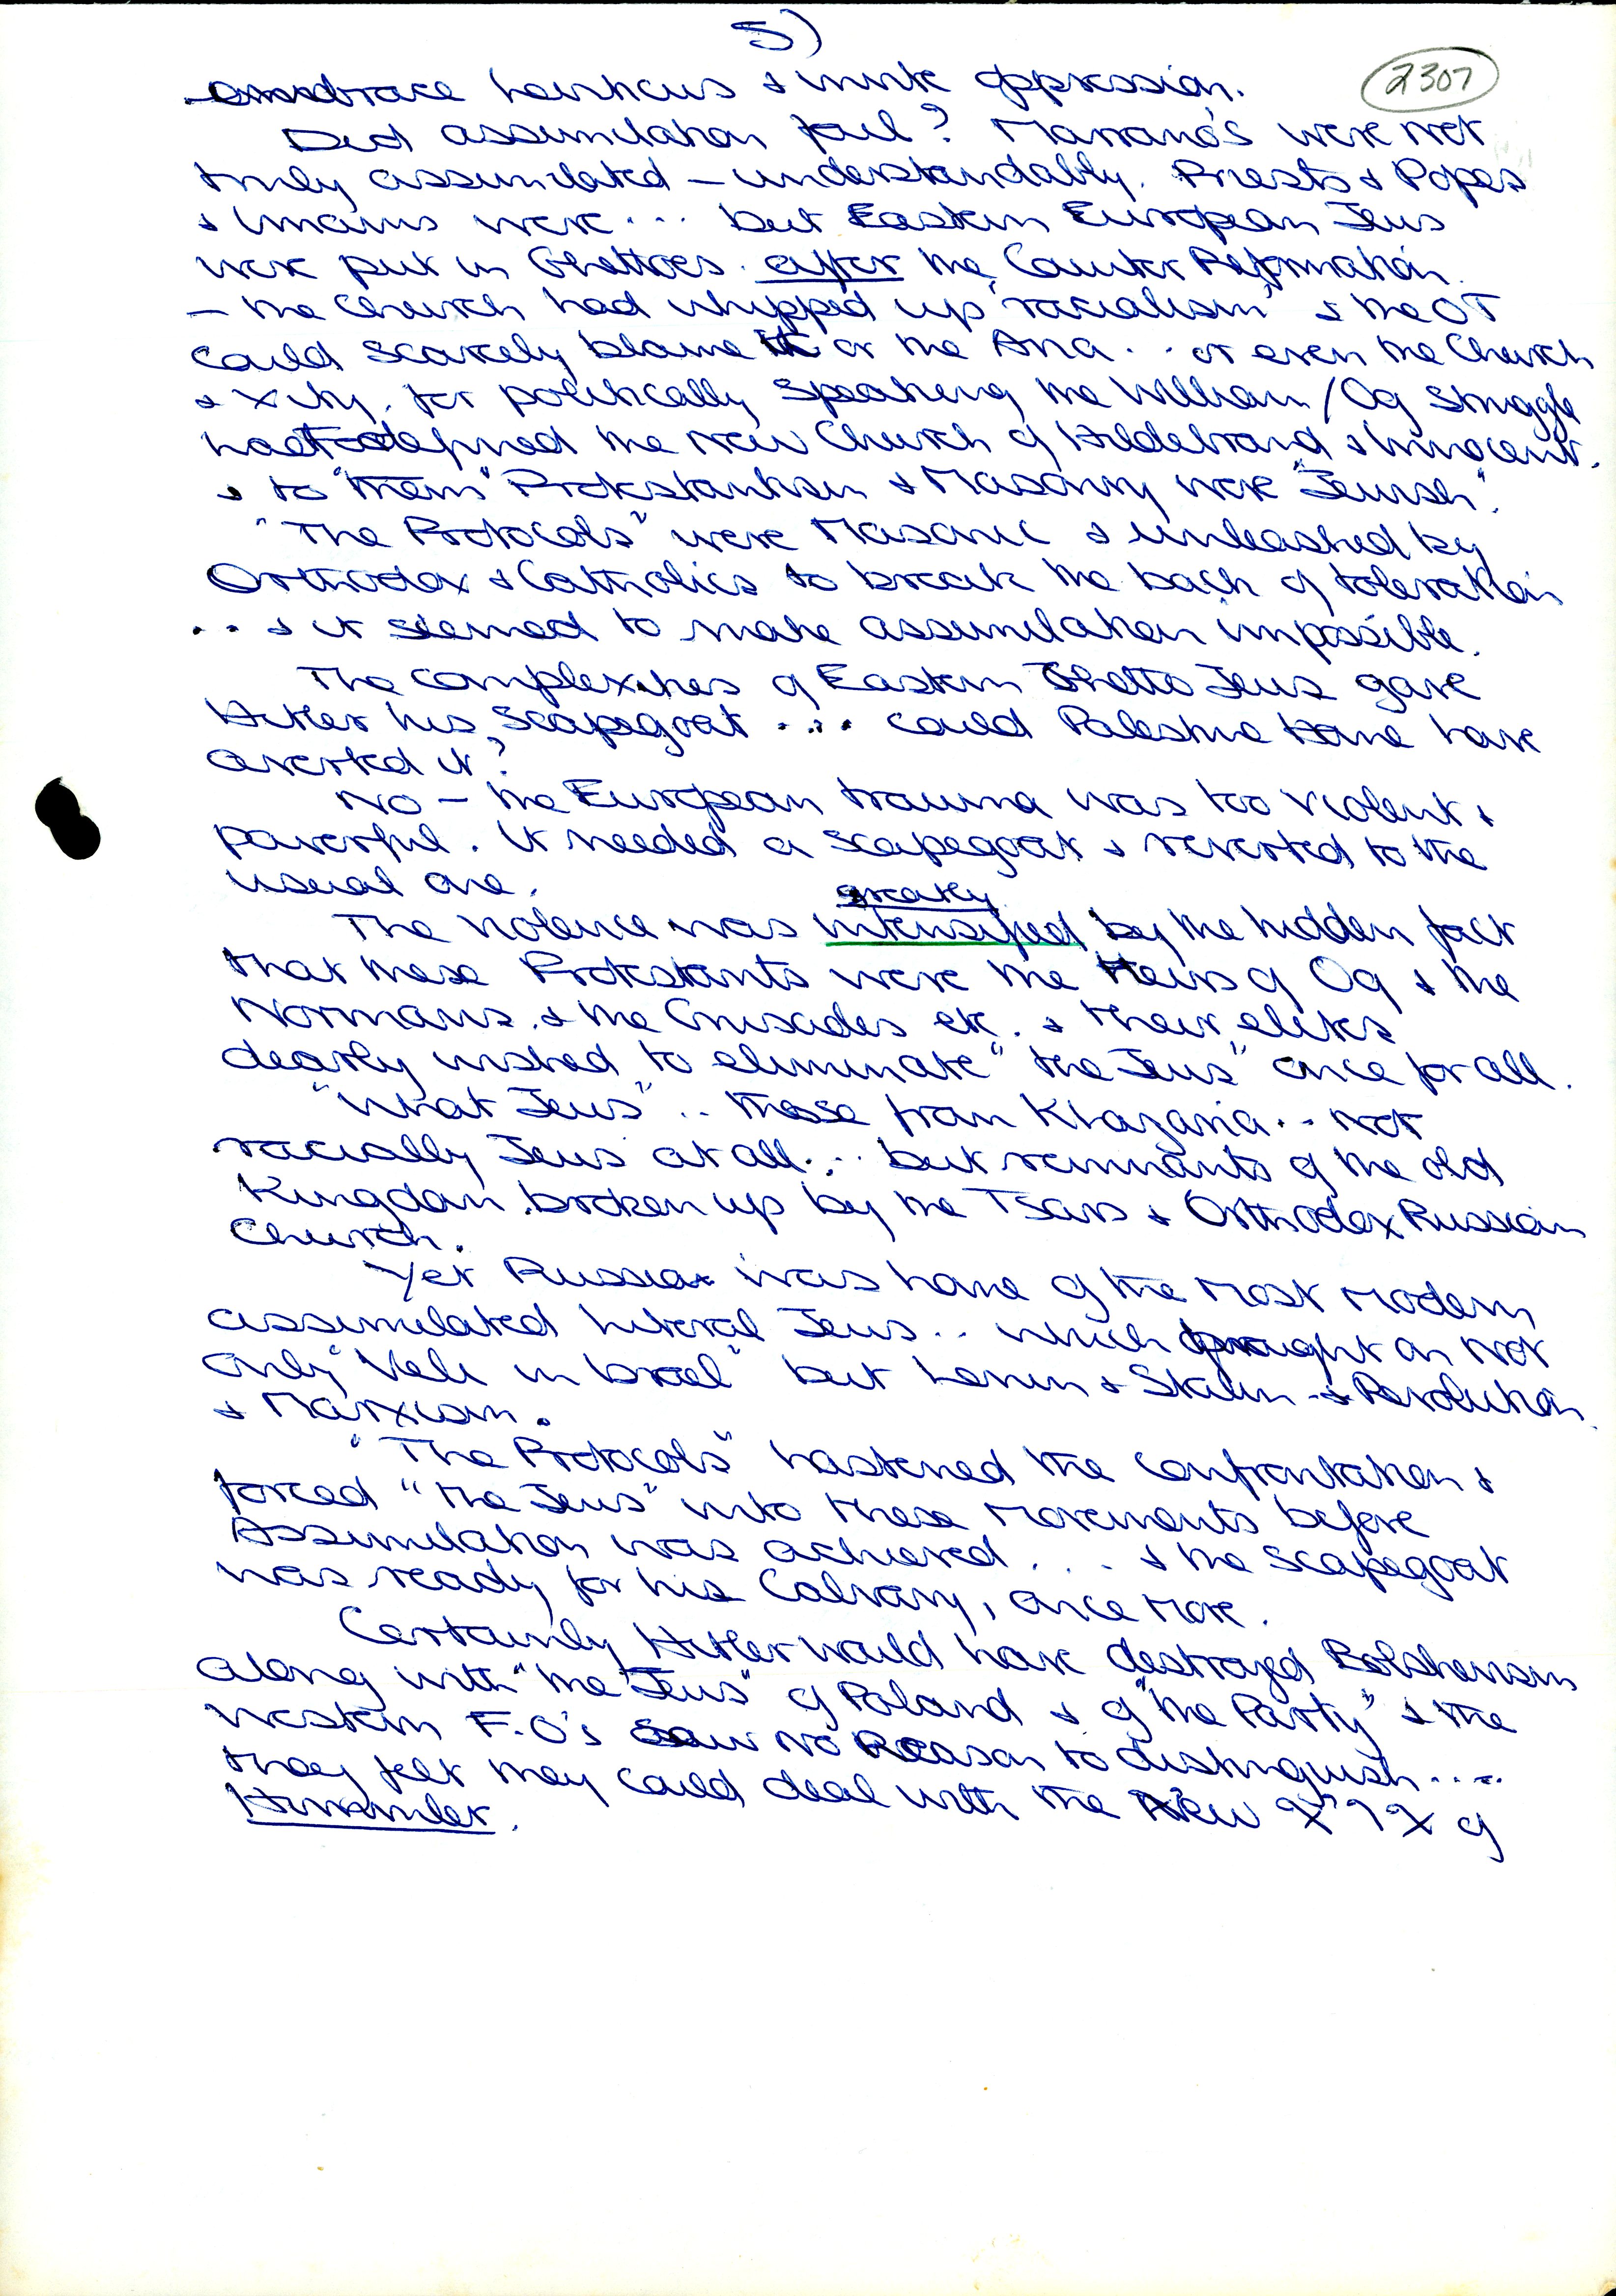 5)
2307
embrace heretics & invite oppression.
Did assimilation fail? Marrano's were not
truly assimilated – understandably. Priests & Popes
& Imams were ... but Eastern European Jews
were put in Ghettoes. after the Counter Reformation
– the Church had whipped up "racialism" & the OT
could scarcely blame it or the Aria .. or even the Church
& Xity. for politically speaking the William / Og struggle
had defined the new Church of Hildebrand & Innocent.
& to "them" Protestantism & Masonry were "Jewish".
"The Protocols" were Masonic & unleashed by
Orthodox & Catholics to break the back of toleration
... & it seemed to make assimilation impossible.
The complexities of Eastern Ghetto Jews gave
Hitler his scapegoat .... could Palestine Home have
averted it?
No – the European trauma was too violent &
powerful. It needed a scapegoat & reverted to the
usual one.
greatly
The violence was intensified by the hidden fact
that these Protestants were the Heirs of Og & the
Normans. & the Crusades etc. & their elites
clearly wished to eliminate "the Jews" once for all.
"What Jews" .. those from Khazaria .. not
racially Jews at all ... but remnants of the old
Kingdom. broken up by the Tsars & Orthodox Russian
Church.
Yet Russia was home of the most modern
assimilated liberal Jews .. which brought on not
only "Vale in Israel" but Lenin & Stalin & Revolution
& Marxism.
"The Protocols" hastened the confrontation &
forced "the Jews" into these movements before
Assimilation was achieved ... & the scapegoat
was ready for his Calvary, once more.
Certainly Hitler would have destroyed Bolshevism
along with "the Jews" of Poland & of "the Party" & the
Western F.O's saw no Reason to distinguish ....
they felt they could deal with the New of